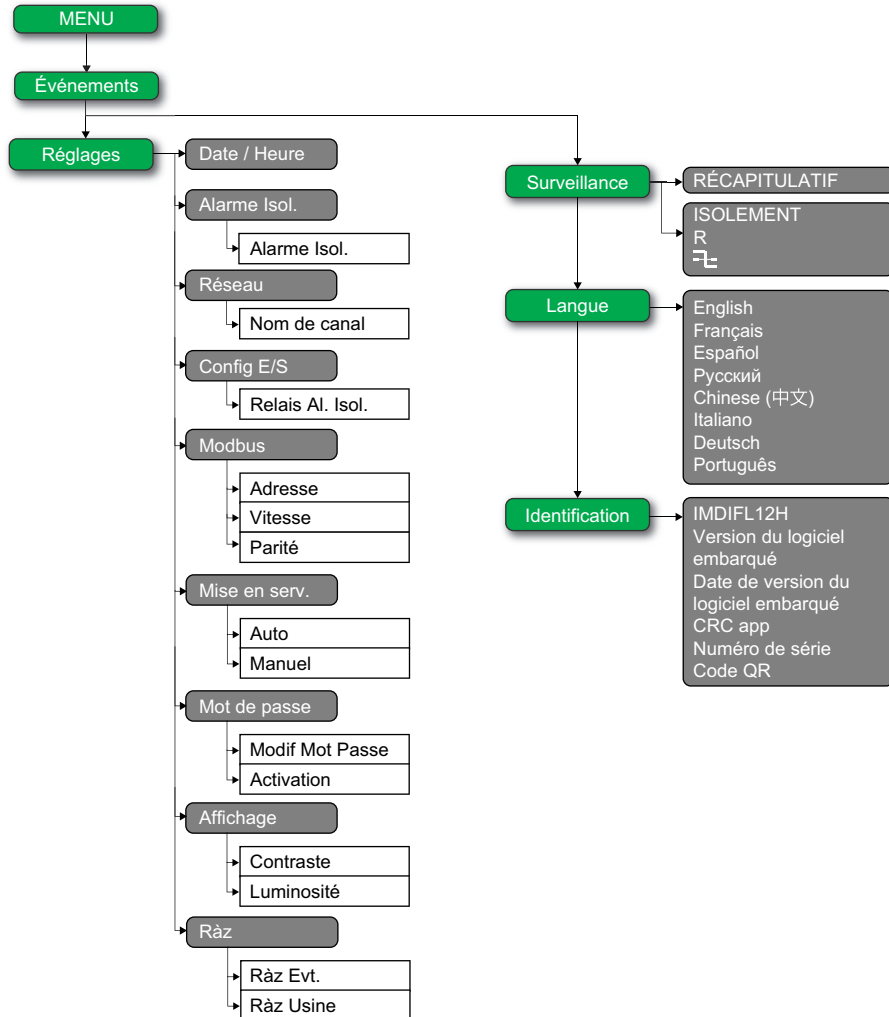 MENU
Événements
Réglages
Date / Heure
Alarme Isol.
Alarme Isol.
Réseau
Nom de canal
Config E/S
Relais Al. Isol.
Modbus
Adresse
Vitesse
Parité
Mise en serv.
Auto
Manuel
Mot de passe
Modif Mot Passe
Activation
Affichage
Contraste
Luminosité
Ràz
Ràz Evt.
Ràz Usine
Surveillance
RÉCAPITULATIF
ISOLEMENT
R
Langue
English
Français
Español
Русский
Chinese (中文)
Italiano
Deutsch
Português
Identification
IMDIFL12H
Version du logiciel
embarqué
Date de version du
logiciel embarqué
CRC app
Numéro de série
Code QR